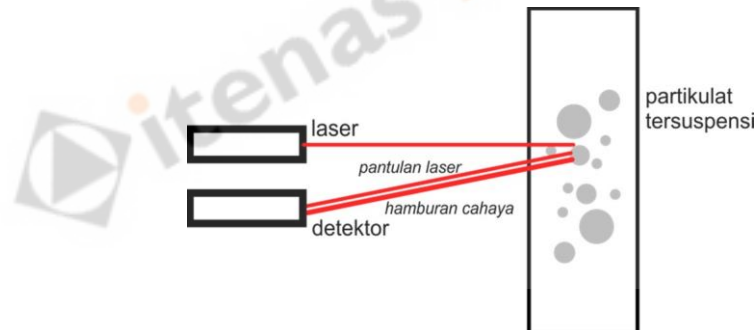 itenas
laser
partikulat
tersuspensi
pantulan laser
hamburan cahaya
detektor